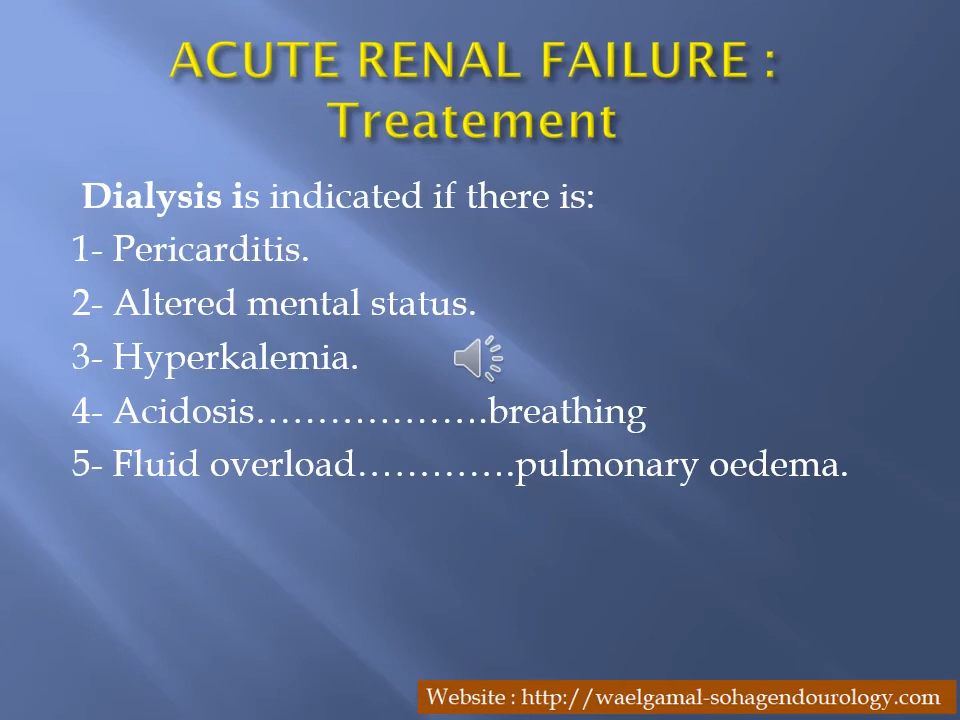 ACUTE RENAL FAILURE :
Treatement
Dialysis is indicated if there is:
1- Pericarditis.
2- Altered mental status.
3- Hyperkalemia.
4- Acidosis……………….breathing
5- Fluid overload………….pulmonary oedema.
Website : http://waelgamal-sohagendourology.com